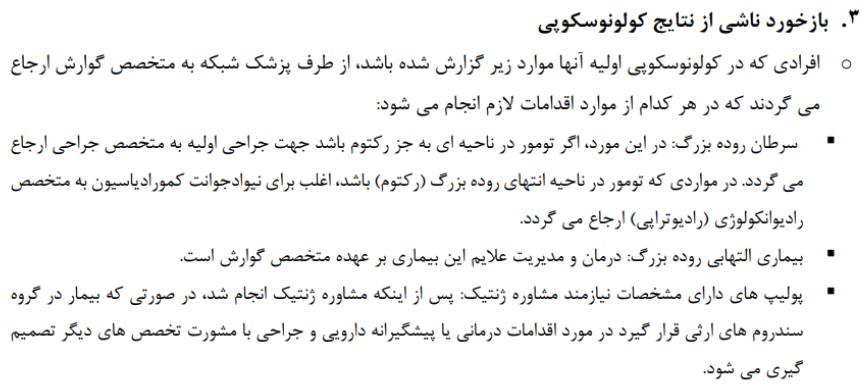 ۳. بازخورد ناشی از نتایج کولونوسکوپی
○ افرادی که در کولونوسکوپی اولیه آنها موارد زیر گزارش شده باشد، از طرف پزشک شبکه به متخصص گوارش ارجاع
می گردند که در هر کدام از موارد اقدامات لازم انجام می شود:
▪ سرطان روده بزرگ: در این مورد، اگر تومور در ناحیه ای به جز رکتوم باشد جهت جراحی اولیه به متخصص جراحی ارجاع
می گردد. در مواردی که تومور در ناحیه انتهای روده بزرگ (رکتوم) باشد، اغلب برای نیوادجوانت کمورادیاسیون به متخصص
رادیوانکولوژی (رادیوتراپی) ارجاع می گردد.
▪ بیماری التهابی روده بزرگ: درمان و مدیریت علایم این بیماری بر عهده متخصص گوارش است.
▪ پولیپ های دارای مشخصات نیازمند مشاوره ژنتیک: پس از اینکه مشاوره ژنتیک انجام شد، در صورتی که بیمار در گروه
سندروم های ارثی قرار گیرد در مورد اقدامات درمانی یا پیشگیرانه دارویی و جراحی با مشورت تخصص های دیگر تصمیم
گیری می شود.